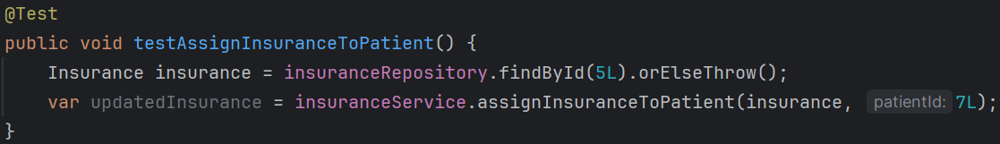 @Test
public void testAssignInsuranceToPatient() {
    Insurance insurance = insuranceRepository.findById(5L).orElseThrow();
    var updatedInsurance = insuranceService.assignInsuranceToPatient(insurance, patientId: 7L);
}